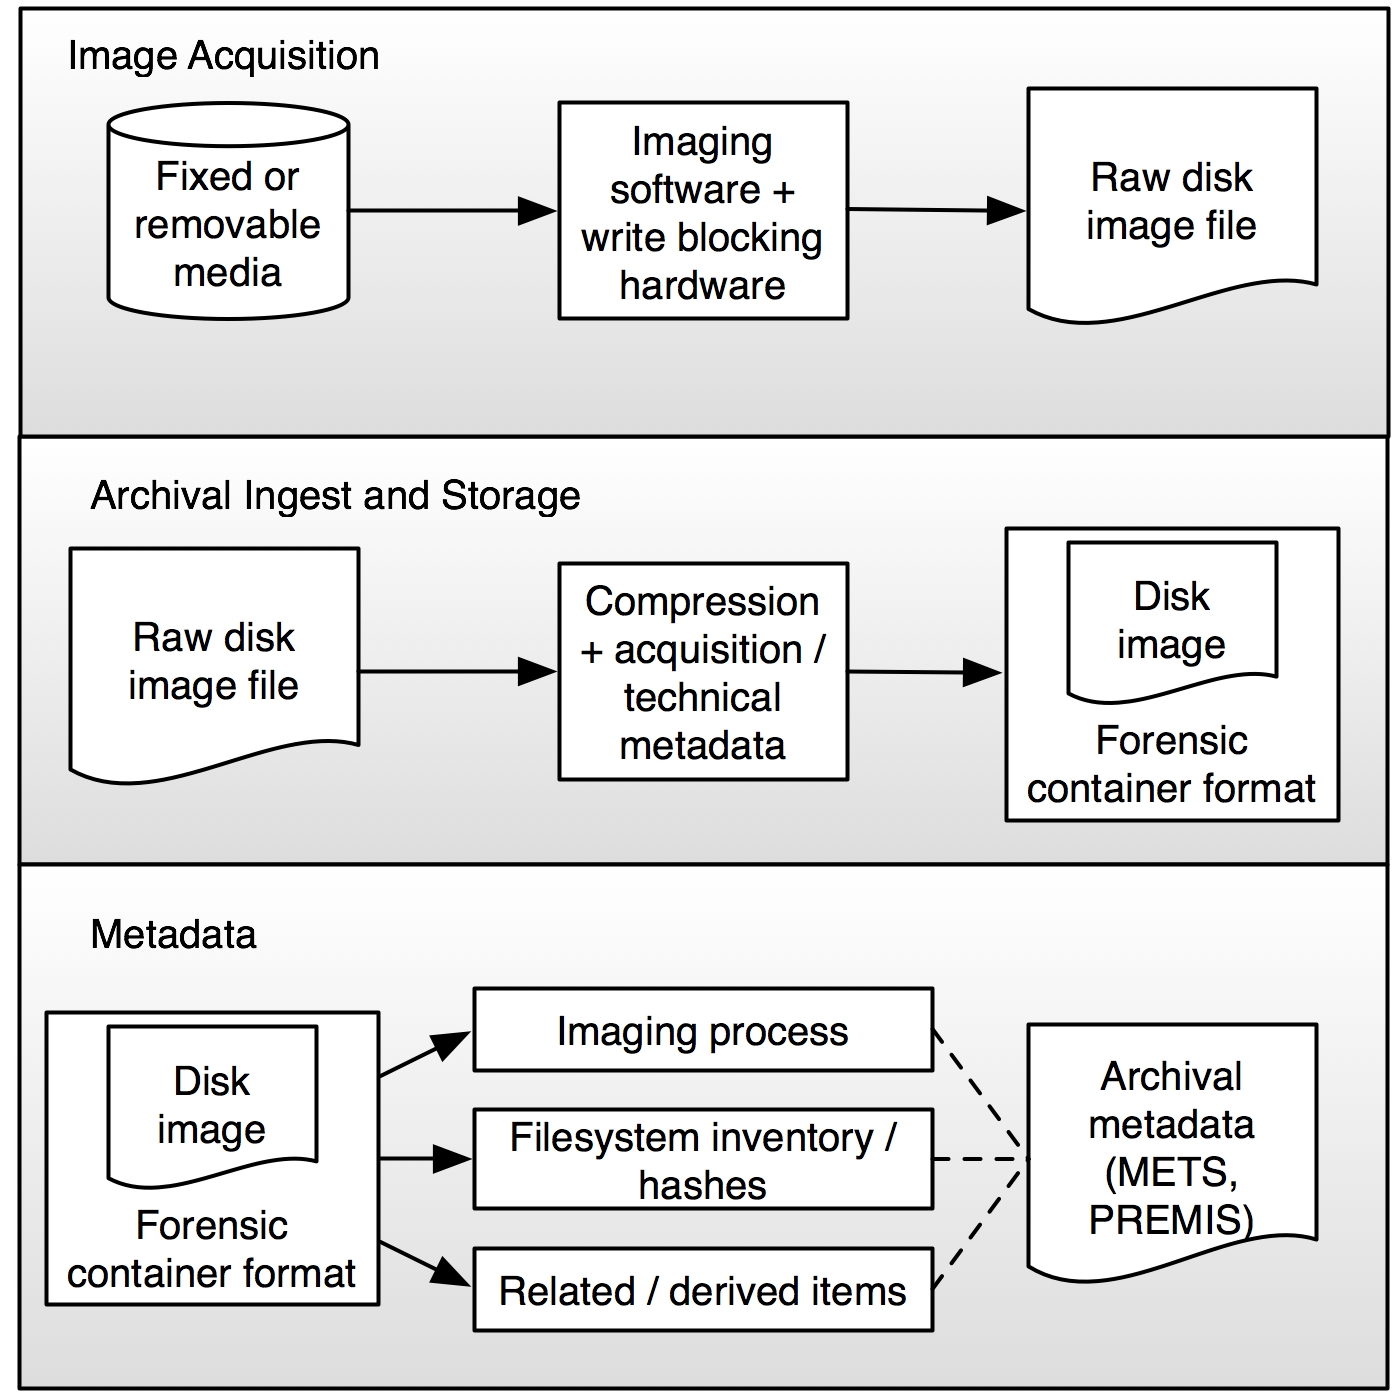 Image Acquisition
Fixed or
removable
media
Imaging
software +
write blocking
hardware
Raw disk
image file
Archival Ingest and Storage
Raw disk
image file
Compression
+ acquisition /
technical
metadata
Disk
image
Forensic
container format
Metadata
Disk
image
Forensic
container format
Imaging process
Filesystem inventory /
hashes
Related / derived items
Archival
metadata
(METS,
PREMIS)